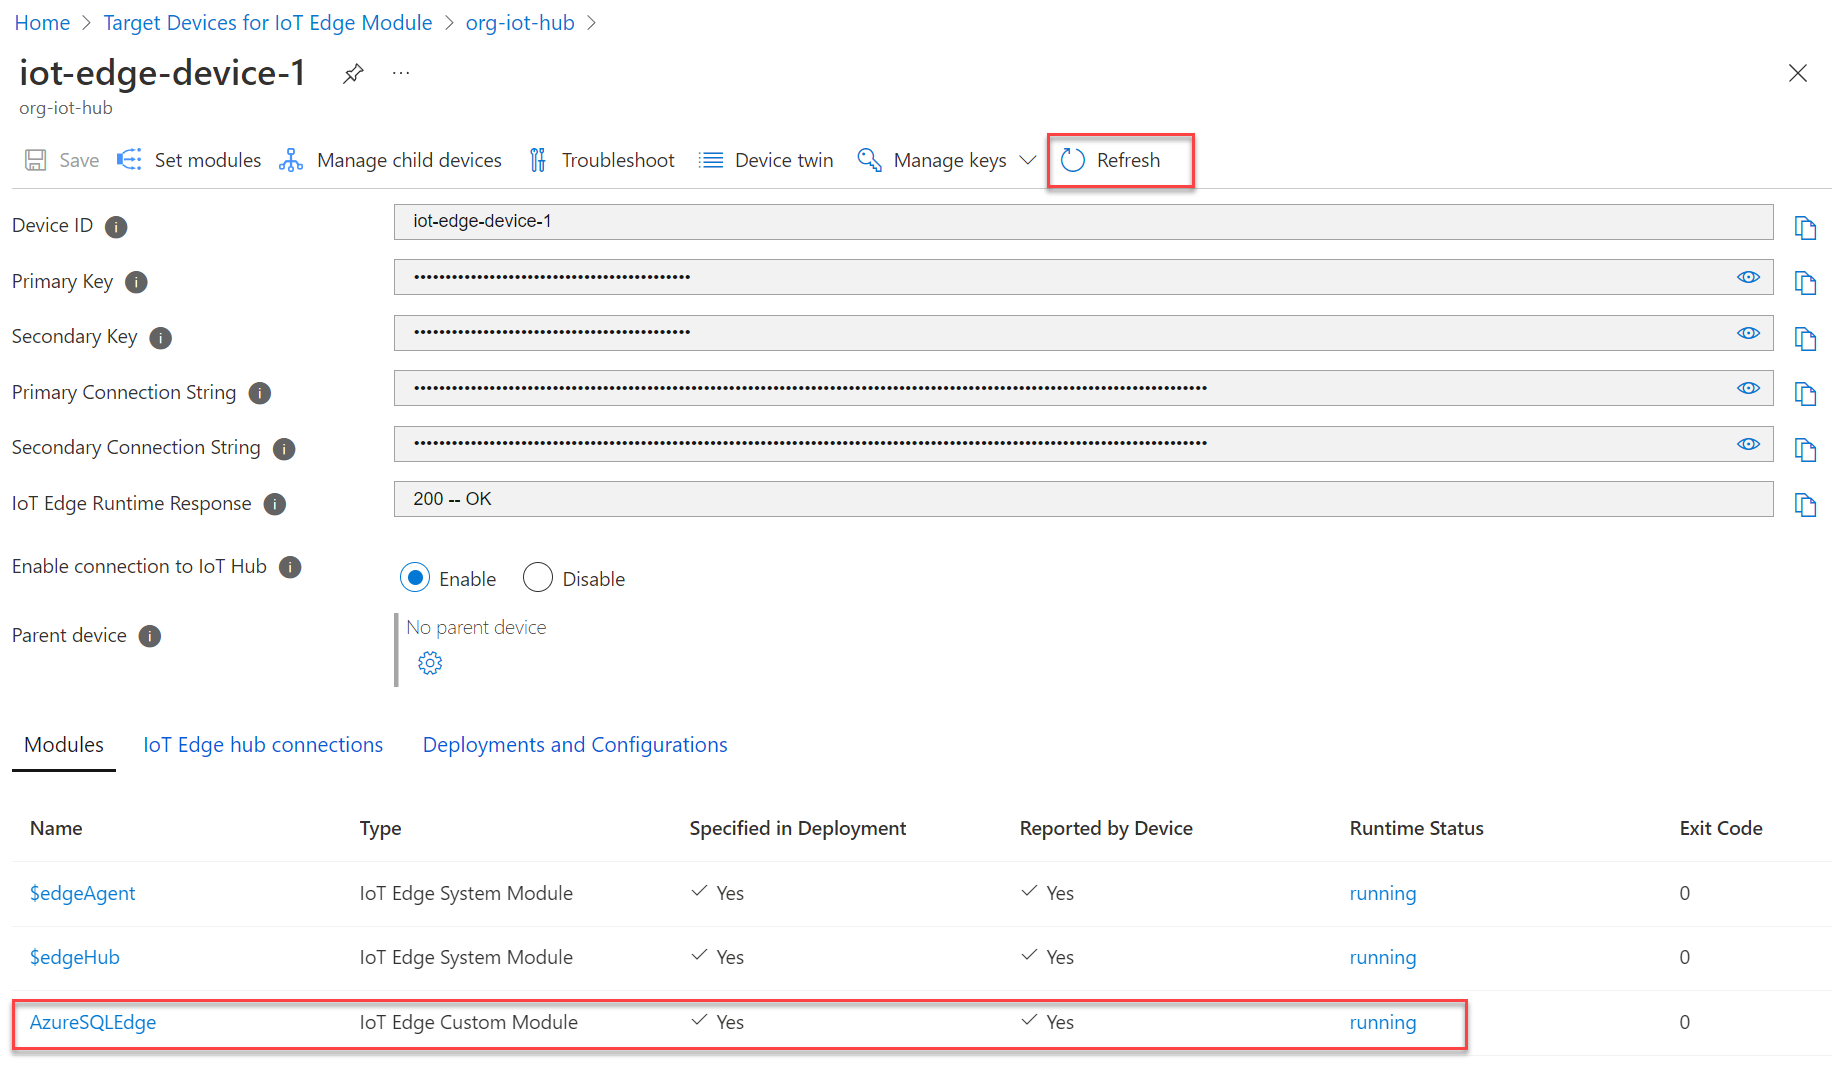 Home > Target Devices for IoT Edge Module > org-iot-hub >
iot-edge-device-1 ...
org-iot-hub
Save Set modules Manage child devices Troubleshoot Device twin Manage keys Refresh
Device ID i iot-edge-device-1
Primary Key i ••••••••••••••••••••••••••••••••••••••••••••
Secondary Key i ••••••••••••••••••••••••••••••••••••••••••••
Primary Connection String i
Secondary Connection String i
IoT Edge Runtime Response i 200 -- OK
Enable connection to IoT Hub i Enable Disable
Parent device i No parent device
Modules IoT Edge hub connections Deployments and Configurations
Name Type Specified in Deployment Reported by Device Runtime Status Exit Code
$edgeAgent IoT Edge System Module Yes Yes running 0
$edgeHub IoT Edge System Module Yes Yes running 0
AzureSQLEdge IoT Edge Custom Module Yes Yes running 0